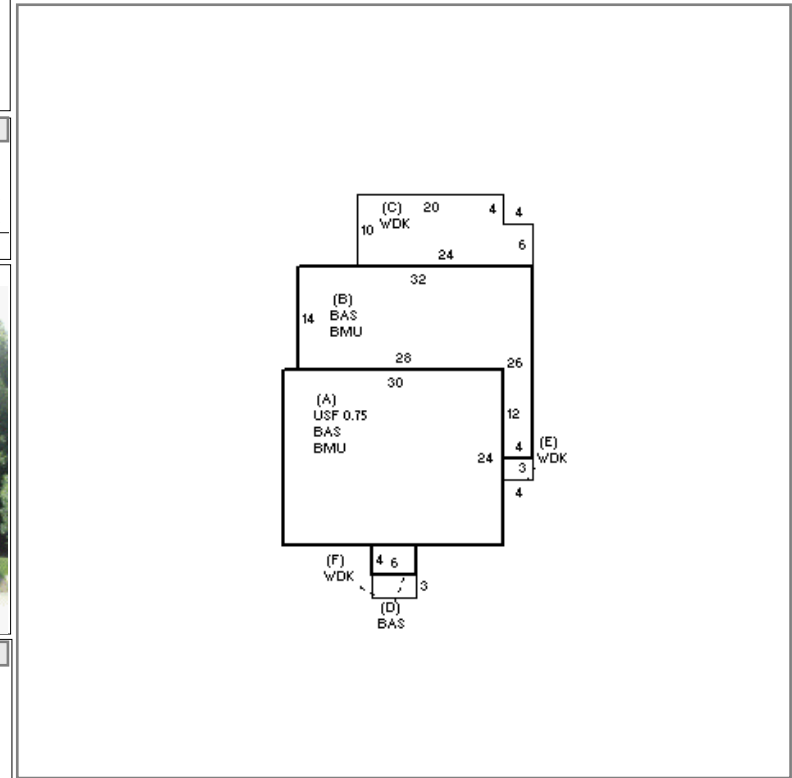 (C) 20 4 4
10 WDK
6
24
32
(B)
14 BAS
BMU
28 26
30
(A)
USF 0.75 12
BAS
BMU 4 (E)
24 3 WDK
4
(F) 4 6
WDK 3
(D)
BAS